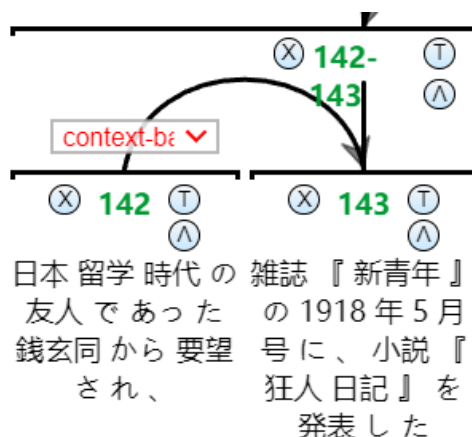 X 142- T
143 Λ
context-ba
X 142 T
Λ
X 143 T
Λ
日本 留学 時代 の
友人 で あっ た
銭玄同 から 要望
さ れ 、
雑誌 『 新青年 』
の 1918 年 5 月
号 に 、 小説 『
狂人 日記 』 を
発表 し た